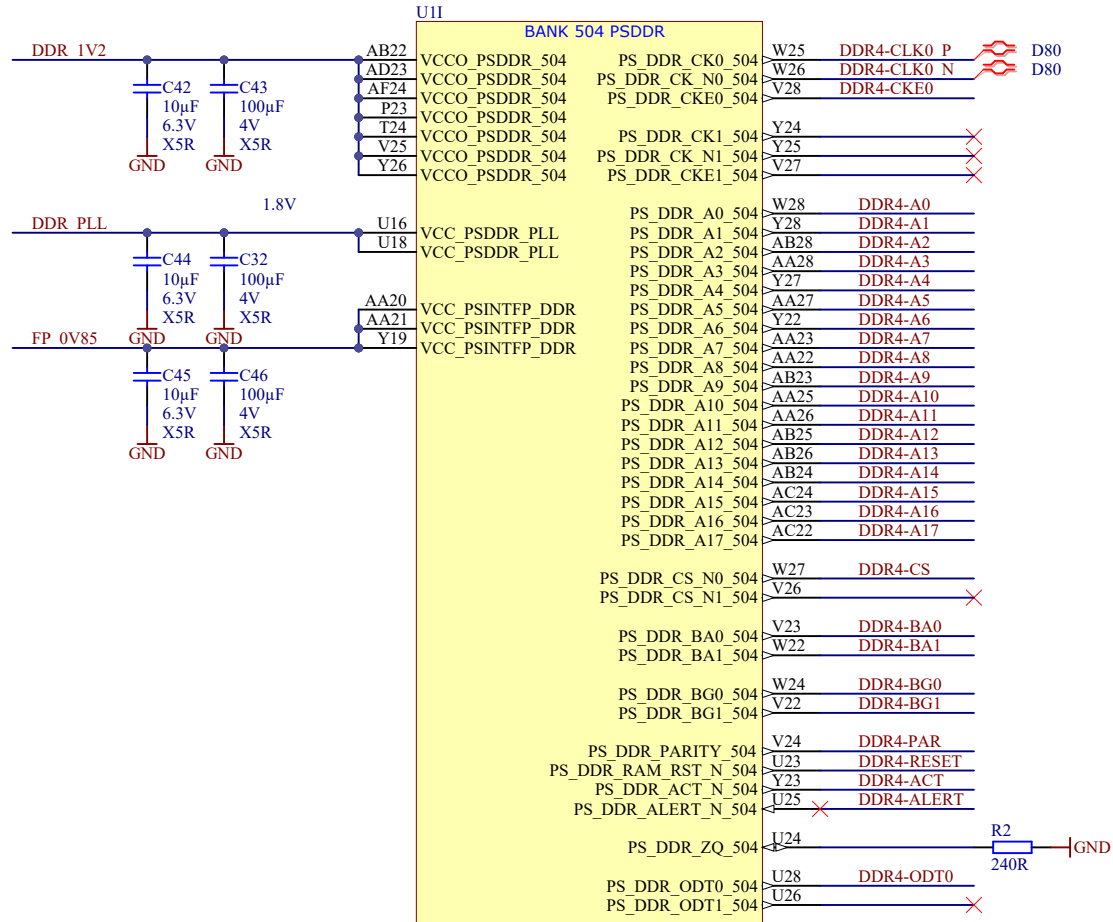 U1I
BANK 504 PSDDR
DDR_1V2
AB22 VCCO_PSDDR_504
AD23 VCCO_PSDDR_504
AF24 VCCO_PSDDR_504
P23 VCCO_PSDDR_504
T24 VCCO_PSDDR_504
V25 VCCO_PSDDR_504
Y26 VCCO_PSDDR_504
C42
10µF
6.3V
X5R
GND
C43
100µF
4V
X5R
GND
1.8V
DDR_PLL
U16 VCC_PSDDR_PLL
U18 VCC_PSDDR_PLL
C44
10µF
6.3V
X5R
GND
C32
100µF
4V
X5R
GND
AA20 VCC_PSINTFP_DDR
AA21 VCC_PSINTFP_DDR
FP_0V85
Y19 VCC_PSINTFP_DDR
C45
10µF
6.3V
X5R
GND
C46
100µF
4V
X5R
GND
PS_DDR_CK0_504 W25 DDR4-CLK0_P D80
PS_DDR_CK_N0_504 W26 DDR4-CLK0_N D80
PS_DDR_CKE0_504 V28 DDR4-CKE0
PS_DDR_CK1_504 Y24
PS_DDR_CK_N1_504 Y25
PS_DDR_CKE1_504 V27
PS_DDR_A0_504 W28 DDR4-A0
PS_DDR_A1_504 Y28 DDR4-A1
PS_DDR_A2_504 AB28 DDR4-A2
PS_DDR_A3_504 AA28 DDR4-A3
PS_DDR_A4_504 Y27 DDR4-A4
PS_DDR_A5_504 AA27 DDR4-A5
PS_DDR_A6_504 Y22 DDR4-A6
PS_DDR_A7_504 AA23 DDR4-A7
PS_DDR_A8_504 AA22 DDR4-A8
PS_DDR_A9_504 AB23 DDR4-A9
PS_DDR_A10_504 AA25 DDR4-A10
PS_DDR_A11_504 AA26 DDR4-A11
PS_DDR_A12_504 AB25 DDR4-A12
PS_DDR_A13_504 AB26 DDR4-A13
PS_DDR_A14_504 AB24 DDR4-A14
PS_DDR_A15_504 AC24 DDR4-A15
PS_DDR_A16_504 AC23 DDR4-A16
PS_DDR_A17_504 AC22 DDR4-A17
PS_DDR_CS_N0_504 W27 DDR4-CS
PS_DDR_CS_N1_504 V26
PS_DDR_BA0_504 V23 DDR4-BA0
PS_DDR_BA1_504 W22 DDR4-BA1
PS_DDR_BG0_504 W24 DDR4-BG0
PS_DDR_BG1_504 V22 DDR4-BG1
PS_DDR_PARITY_504 V24 DDR4-PAR
PS_DDR_RAM_RST_N_504 U23 DDR4-RESET
PS_DDR_ACT_N_504 Y23 DDR4-ACT
PS_DDR_ALERT_N_504 U25 DDR4-ALERT
PS_DDR_ZQ_504 U24
R2
240R
GND
PS_DDR_ODT0_504 U28 DDR4-ODT0
PS_DDR_ODT1_504 U26